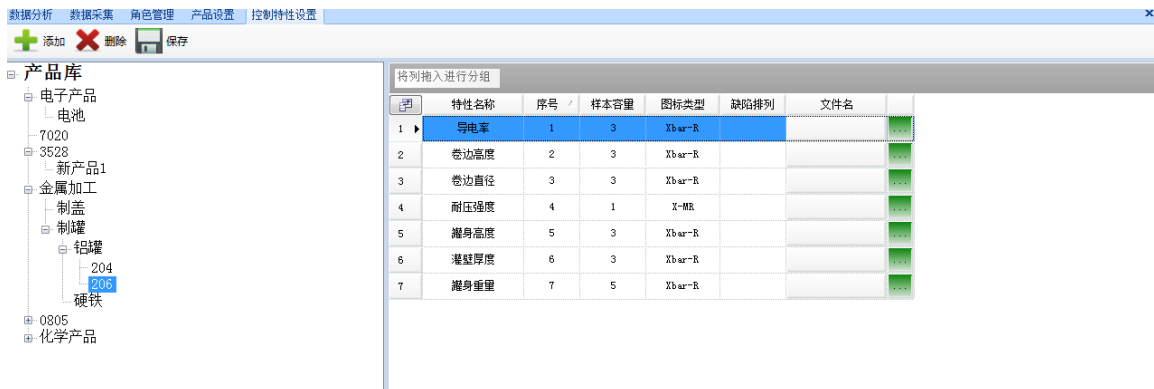 数据分析 数据采集 角色管理 产品设置 控制特性设置 x
添加 删除 保存
产品库
电子产品
电池
7020
3528
新产品1
金属加工
制盖
制罐
铝罐
204
206
硬铁
0805
化学产品
将列拖入进行分组
特性名称 序号 样本容量 图标类型 缺陷排列 文件名
1 导电率 1 3 Xbar-R ...
2 卷边高度 2 3 Xbar-R ...
3 卷边直径 3 3 Xbar-R ...
4 耐压强度 4 1 X-MR ...
5 罐身高度 5 3 Xbar-R ...
6 灌壁厚度 6 3 Xbar-R ...
7 罐身重量 7 5 Xbar-R ...